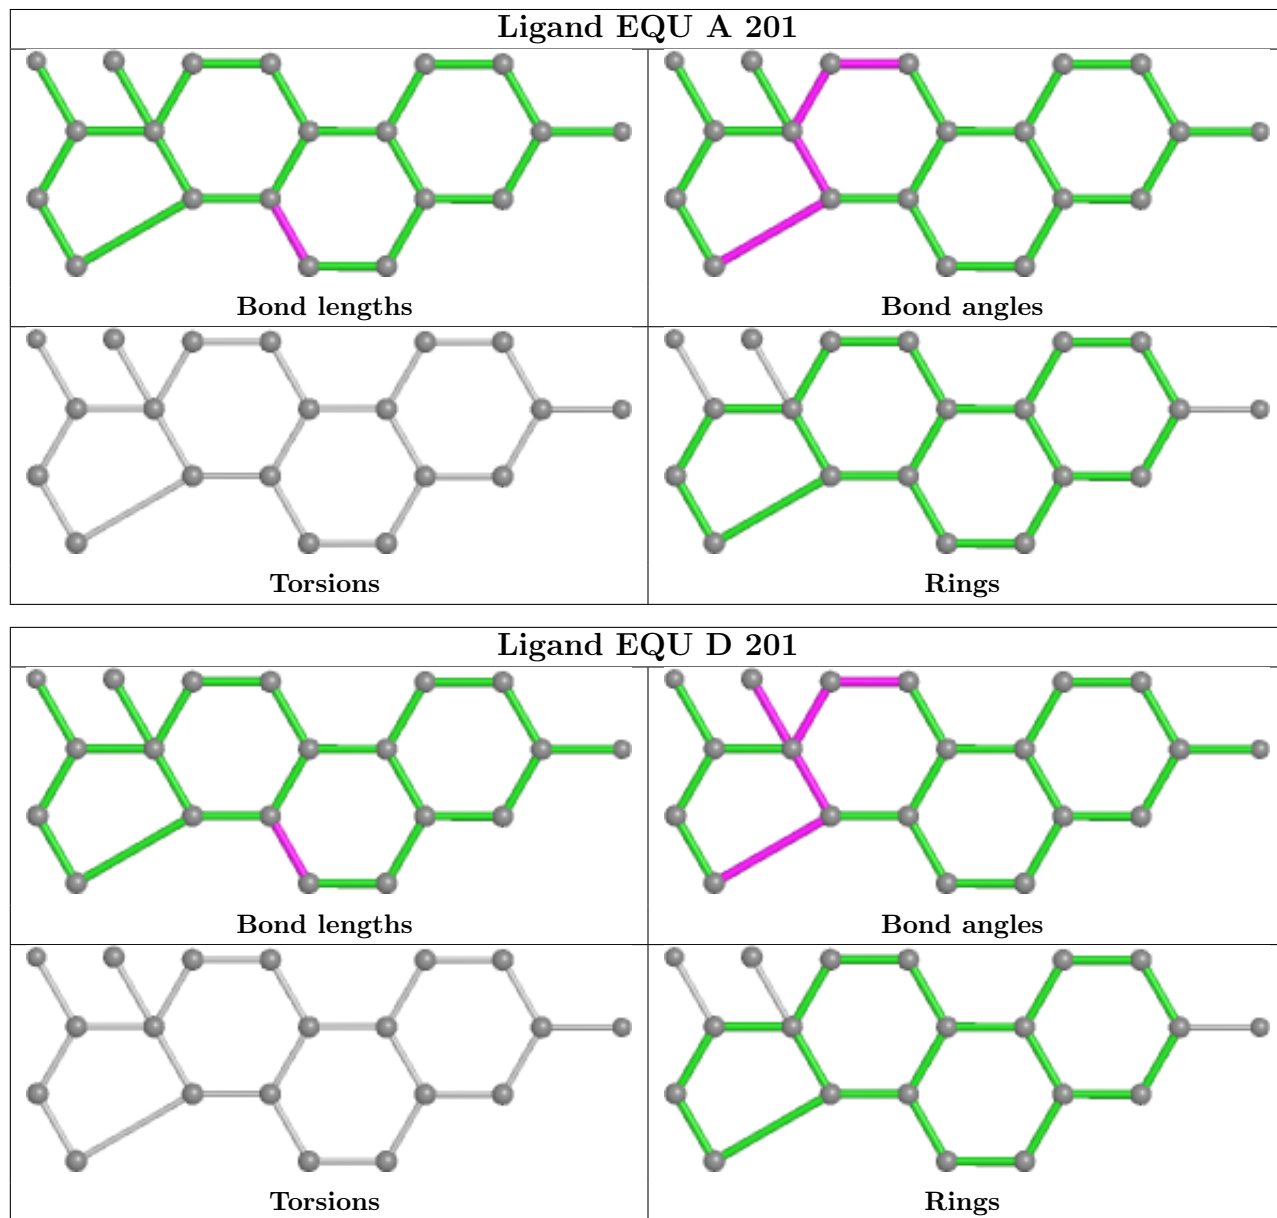 Ligand EQU A 201
Bond lengths
Bond angles
Torsions
Rings
Ligand EQU D 201
Bond lengths
Bond angles
Torsions
Rings